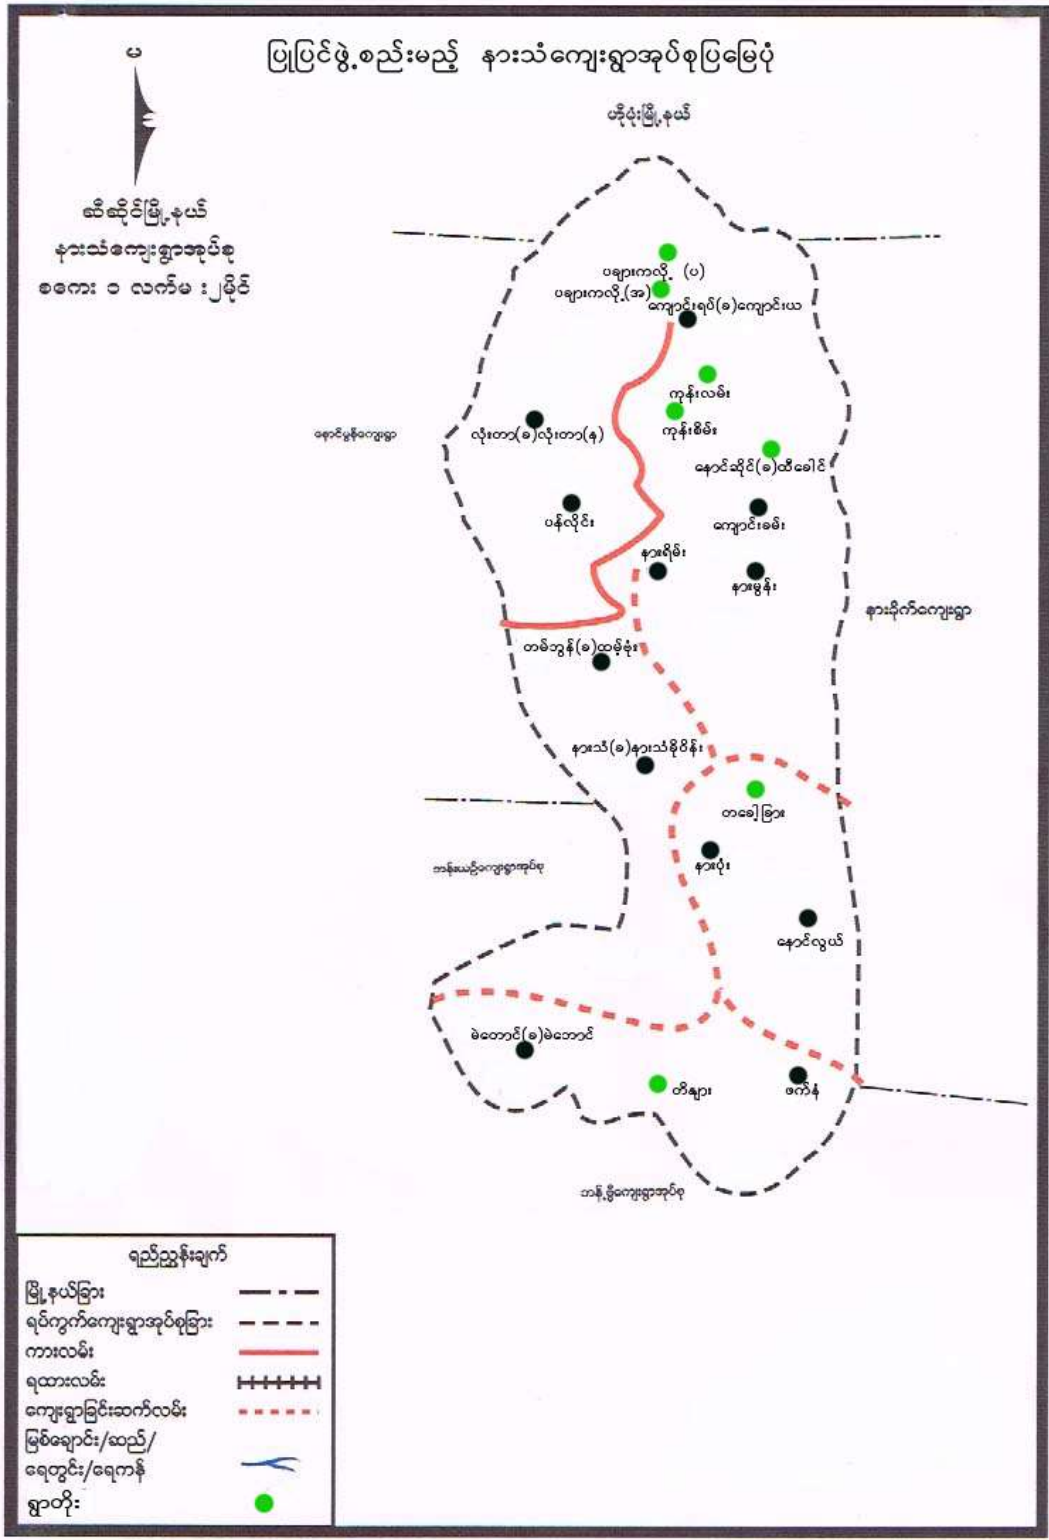 မ
ပြုပြင်ဖွဲ့စည်းမည့် နားသံကျေးရွာအုပ်စုပြမြေပုံ
ဟိုပုံးမြို့နယ်
ဆီဆိုင်မြို့နယ်
နားသံကျေးရွာအုပ်စု
စကေး ၁ လက်မ း၂မိုင်
ပချားကလို့ (ပ)
ပချားကလို့(အ)
ကျောင်းရပ်(ခ)ကျောင်းယ
ကုန်းလမ်း
ကုန်းစိမ်း
နောင်မွန်ကျေးရွာ
လုံးတာ(ခ)လုံးတာ(န)
နောင်ဆိုင်(ခ)ထီခေါင်
ပန်လိုင်း
ကျောင်းခမ်း
နားရိမ်း
နားမွန်း
နားခိုက်ကျေးရွာ
တမ်ဘွန်(ခ)ထမ့်ဗုံး
နားသံ(ခ)နားသံခိုဝိန်း
တခေါ့ခြား
နားပုံး
ဘန်းယဉ်ကျေးရွာအုပ်စု
နောင်လွယ်
မဲတောင်(ခ)မဲဘောင်
တိချား
ဖက်နံ
ဘန့်ဗွီကျေးရွာအုပ်စု
ရည်ညွှန်းချက်
မြို့နယ်ခြား
ရပ်ကွက်ကျေးရွာအုပ်စုခြား
ကားလမ်း
ရထားလမ်း
ကျေးရွာခြင်းဆက်လမ်း
မြစ်ချောင်း/ဆည်/
ရေတွင်း/ရေကန်
ရွာတိုး